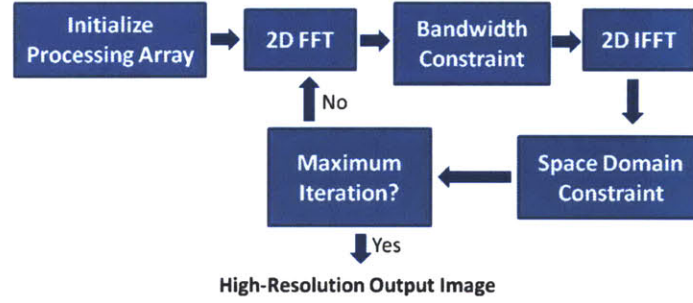 Initialize
Processing Array
2D FFT
Bandwidth
Constraint
2D IFFT
No
Maximum
Iteration?
Space Domain
Constraint
Yes
High-Resolution Output Image